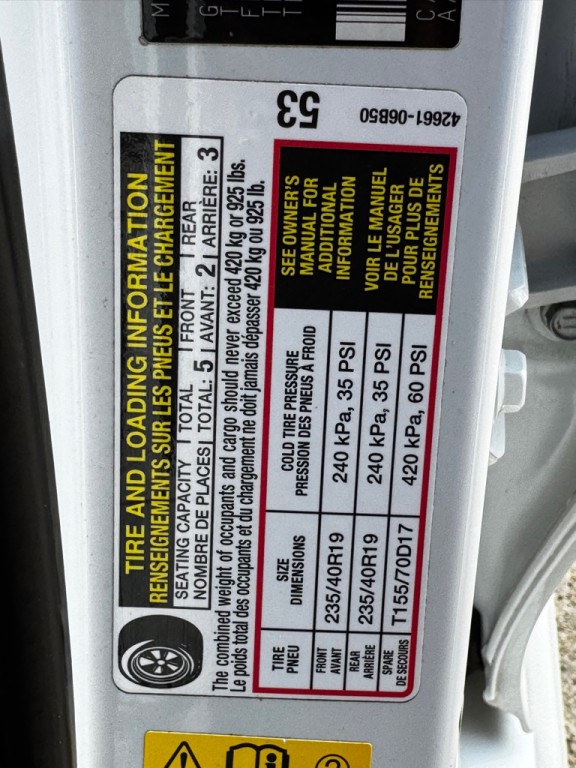 TIRE AND LOADING INFORMATION
RENSEIGNEMENTS SUR LES PNEUS ET LE CHARGEMENT
SEATING CAPACITY | TOTAL | FRONT | REAR
NOMBRE DE PLACES | TOTAL: 5 | AVANT: 2 | ARRIÈRE: 3
The combined weight of occupants and cargo should never exceed 420 kg or 925 lbs.
Le poids total des occupants et du chargement ne doit jamais dépasser 420 kg ou 925 lb.
TIRE SIZE COLD TIRE PRESSURE
PNEU DIMENSIONS PRESSION DES PNEUS À FROID
FRONT
AVANT 235/40R19 240 kPa, 35 PSI
REAR
ARRIÈRE 235/40R19 240 kPa, 35 PSI
SPARE
DE SECOURS T155/70D17 420 kPa, 60 PSI
SEE OWNER'S
MANUAL FOR
ADDITIONAL
INFORMATION
VOIR LE MANUEL
DE L'USAGER
POUR PLUS DE
RENSEIGNEMENTS
53
42661-06B50